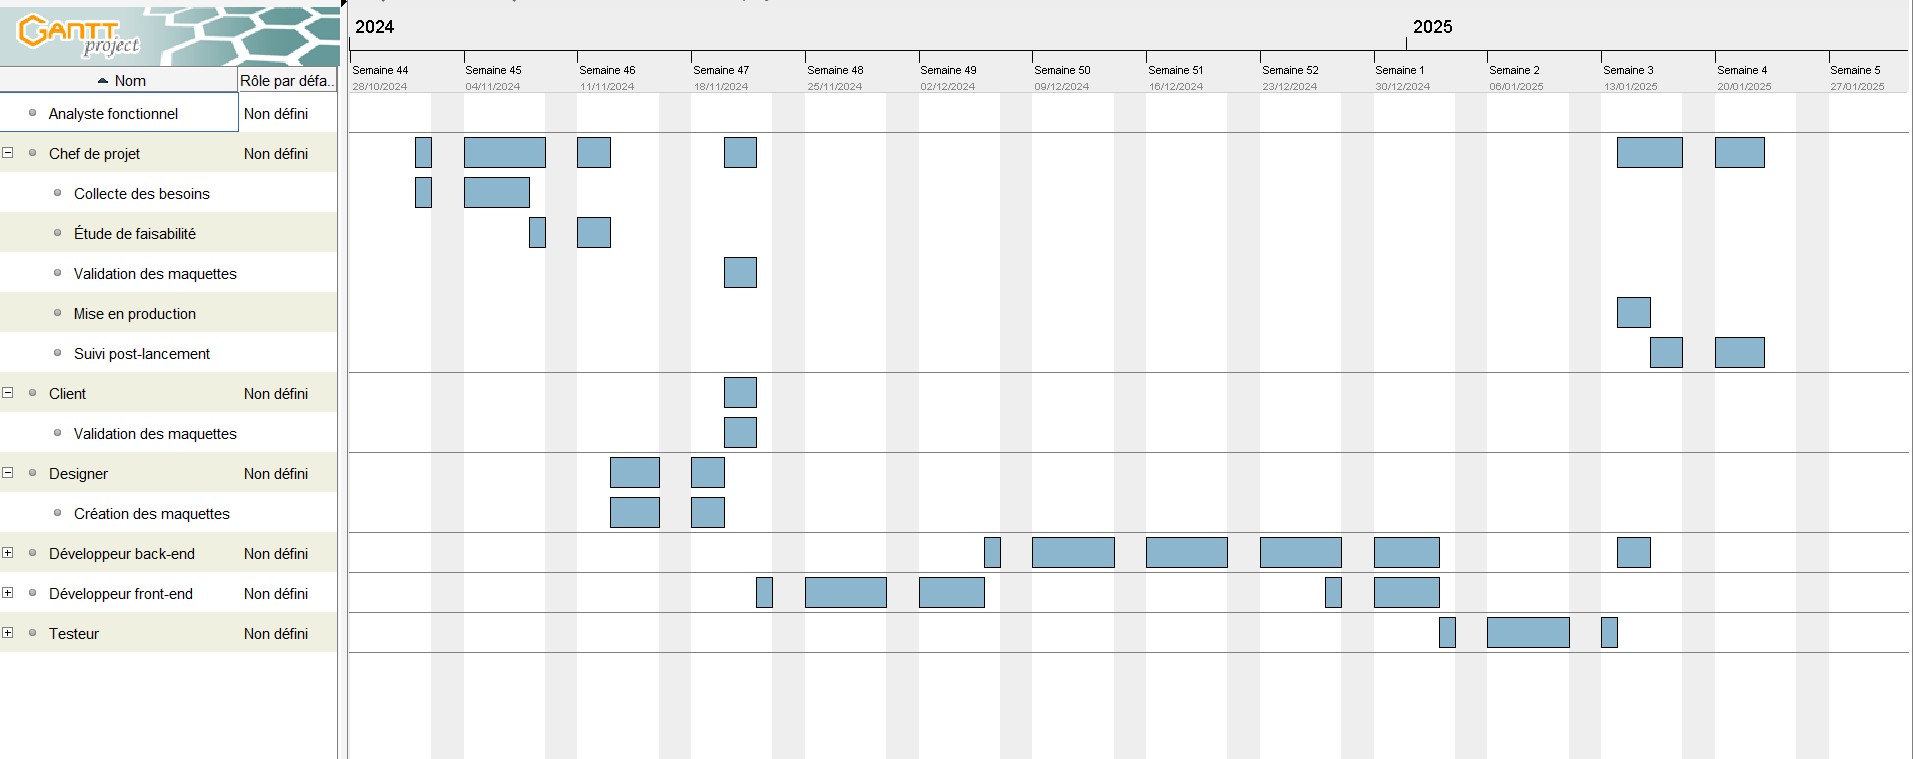 GANTT
project
2024
2025
Semaine 44
Semaine 45
Semaine 46
Semaine 47
Semaine 48
Semaine 49
Semaine 50
Semaine 51
Semaine 52
Semaine 1
Semaine 2
Semaine 3
Semaine 4
Semaine 5
Nom
Rôle par défa..
28/10/2024
04/11/2024
11/11/2024
18/11/2024
25/11/2024
02/12/2024
09/12/2024
16/12/2024
23/12/2024
30/12/2024
06/01/2025
13/01/2025
20/01/2025
27/01/2025
Analyste fonctionnel
Non défini
Chef de projet
Non défini
Collecte des besoins
Étude de faisabilité
Validation des maquettes
Mise en production
Suivi post-lancement
Client
Non défini
Validation des maquettes
Designer
Non défini
Création des maquettes
Développeur back-end
Non défini
Développeur front-end
Non défini
Testeur
Non défini